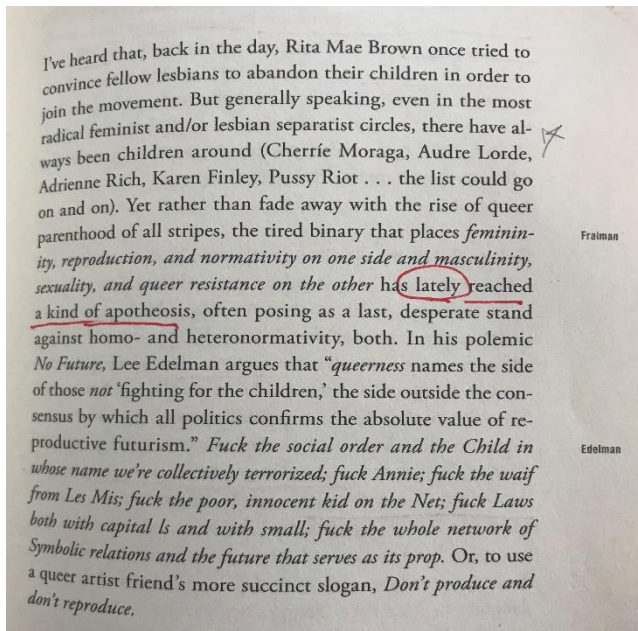 I've heard that, back in the day, Rita Mae Brown once tried to
convince fellow lesbians to abandon their children in order to
join the movement. But generally speaking, even in the most
radical feminist and/or lesbian separatist circles, there have al-
ways been children around (Cherríe Moraga, Audre Lorde,
Adrienne Rich, Karen Finley, Pussy Riot . . . the list could go
on and on). Yet rather than fade away with the rise of queer
parenthood of all stripes, the tired binary that places feminin-
Fraiman
ity, reproduction, and normativity on one side and masculinity,
sexuality, and queer resistance on the other has lately reached
a kind of apotheosis, often posing as a last, desperate stand
against homo- and heteronormativity, both. In his polemic
No Future, Lee Edelman argues that “queerness names the side
of those not ‘fighting for the children,’ the side outside the con-
sensus by which all politics confirms the absolute value of re-
productive futurism.” Fuck the social order and the Child in
Edelman
whose name we're collectively terrorized; fuck Annie; fuck the waif
from Les Mis; fuck the poor, innocent kid on the Net; fuck Laws
both with capital ls and with small; fuck the whole network of
Symbolic relations and the future that serves as its prop. Or, to use
a queer artist friend's more succinct slogan, Don't produce and
don't reproduce.